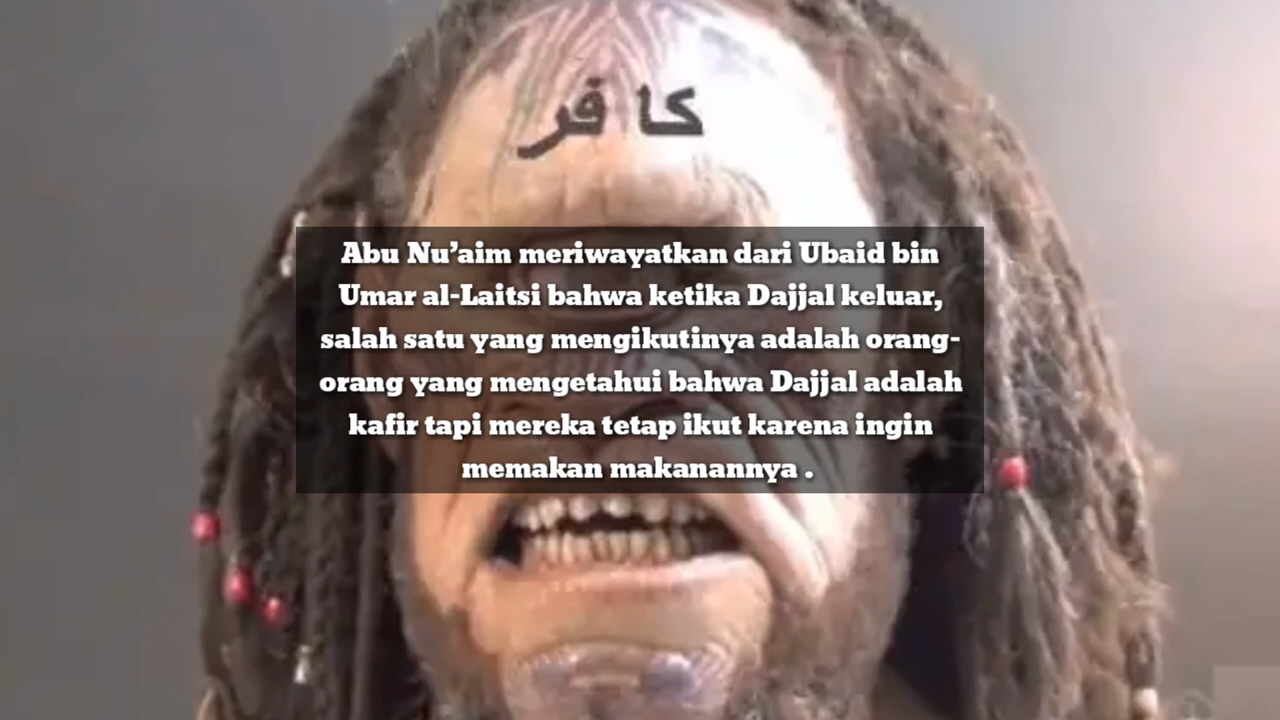 كا فر
Abu Nu’aim meriwayatkan dari Ubaid bin
Umar al-Laitsi bahwa ketika Dajjal keluar,
salah satu yang mengikutinya adalah orang-
orang yang mengetahui bahwa Dajjal adalah
kafir tapi mereka tetap ikut karena ingin
memakan makanannya .